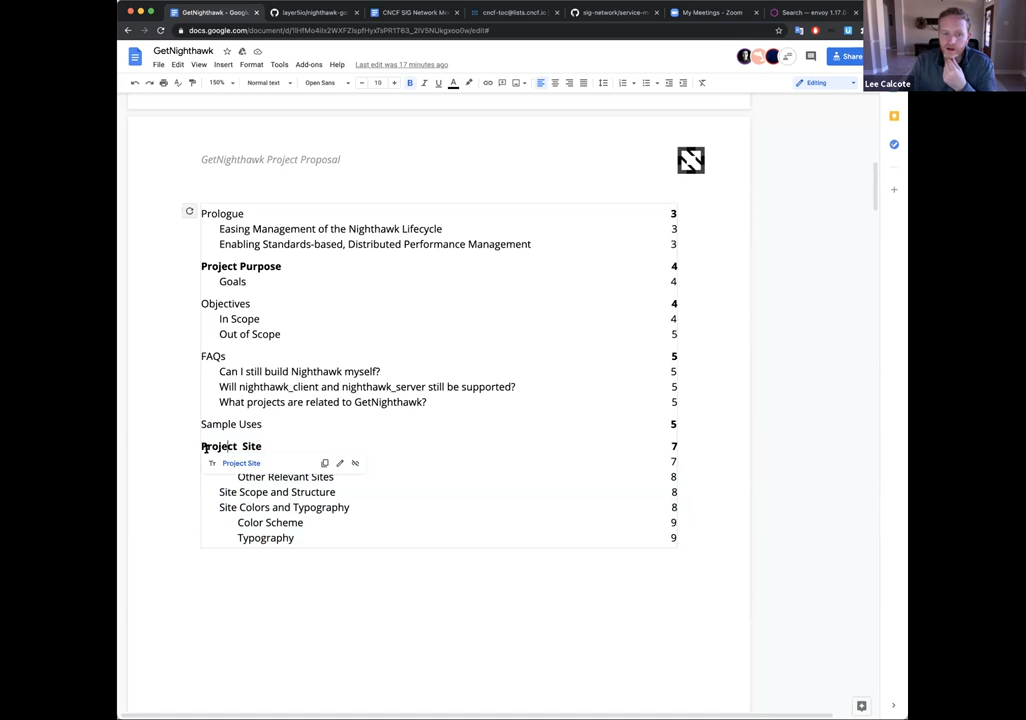 GetNighthawk - Google
layer5io/nighthawk-go
CNCF SIG Network Me
cncf-toc@lists.cncf.io
sig-network/service-m
My Meetings - Zoom
Search — envoy 1.17.0
docs.google.com/document/d/
GetNighthawk
File Edit View Insert Format Tools Add-ons Help Last edit was 17 minutes ago
Share
Lee Calcote
150% Normal text Open Sans 10 Editing
GetNighthawk Project Proposal
Prologue 3
Easing Management of the Nighthawk Lifecycle 3
Enabling Standards-based, Distributed Performance Management 3
Project Purpose 4
Goals 4
Objectives 4
In Scope 4
Out of Scope 5
FAQs 5
Can I still build Nighthawk myself? 5
Will nighthawk_client and nighthawk_server still be supported? 5
What projects are related to GetNighthawk? 5
Sample Uses 5
Project Site 7
Project Site 7
Other Relevant Sites 8
Site Scope and Structure 8
Site Colors and Typography 8
Color Scheme 9
Typography 9